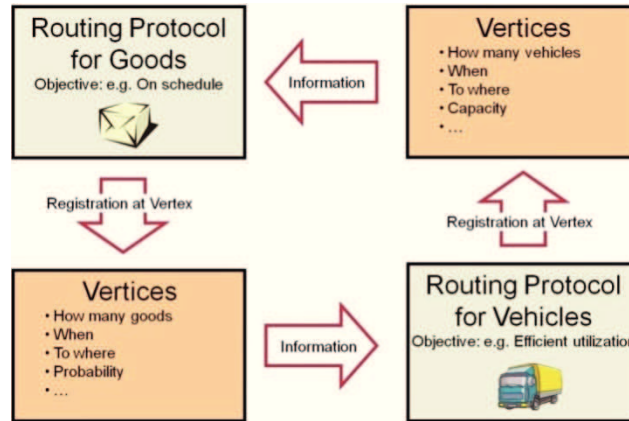 Routing Protocol
for Goods
Objective: e.g. On schedule
Information
Vertices
• How many vehicles
• When
• To where
• Capacity
• ...
Registration at Vertex
Registration at Vertex
Vertices
• How many goods
• When
• To where
• Probability
• ...
Information
Routing Protocol
for Vehicles
Objective: e.g. Efficient utilization